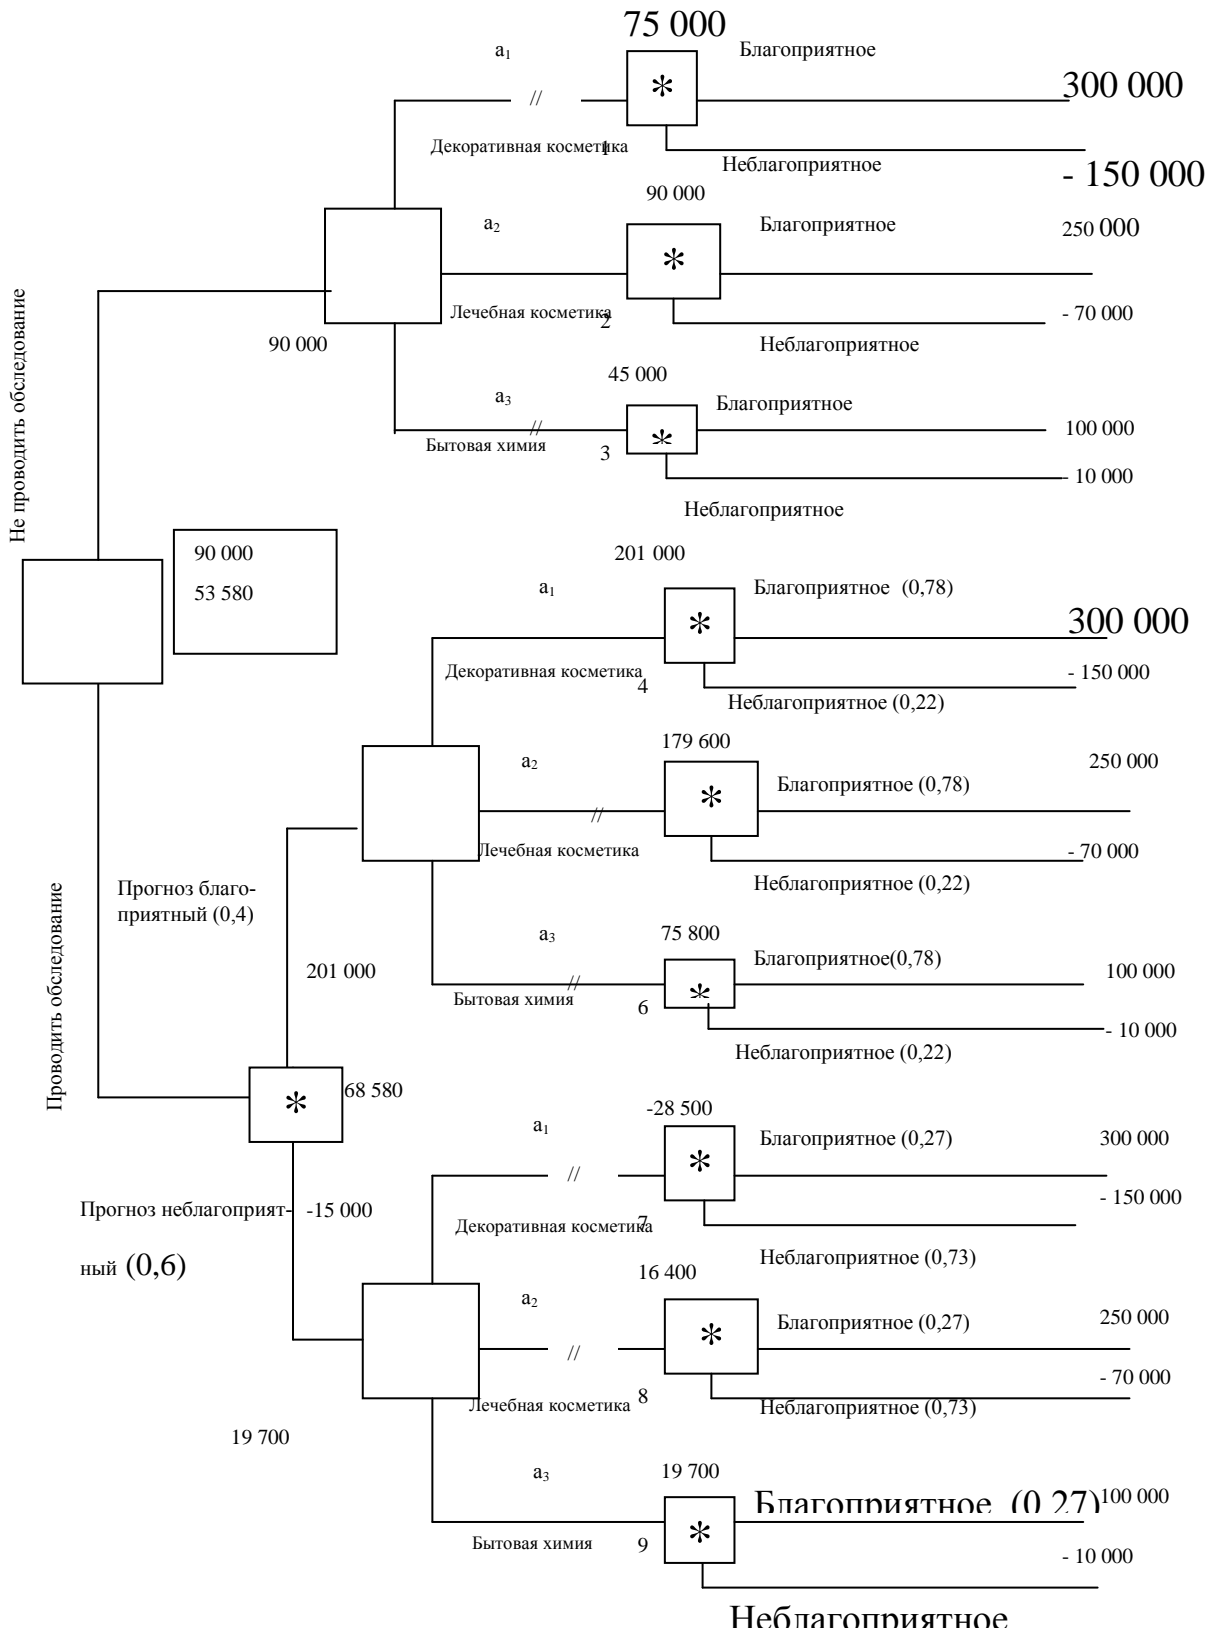 75 000
a₁
Благоприятное
*
300 000
//
Декоративная косметика
1
Неблагоприятное
- 150 000
90 000
a₂
Благоприятное
250 000
*
Лечебная косметика
2
- 70 000
Неблагоприятное
90 000
45 000
a₃
Благоприятное
//
*
100 000
Бытовая химия
3
- 10 000
Неблагоприятное
Не проводить обследование
90 000
53 580
201 000
a₁
Благоприятное (0,78)
*
300 000
Декоративная косметика
4
- 150 000
Неблагоприятное (0,22)
179 600
a₂
250 000
Благоприятное (0,78)
*
//
Лечебная косметика
- 70 000
Неблагоприятное (0,22)
Проводить обследование
Прогноз благо-
приятный (0,4)
201 000
a₃
75 800
Благоприятное(0,78)
100 000
//
*
Бытовая химия
6
- 10 000
Неблагоприятное (0,22)
*
68 580
-28 500
a₁
Благоприятное (0,27)
300 000
*
//
- 150 000
Прогноз неблагоприят-
ный (0,6)
-15 000
Декоративная косметика
7
Неблагоприятное (0,73)
16 400
a₂
Благоприятное (0,27)
250 000
*
//
- 70 000
Лечебная косметика
8
Неблагоприятное (0,73)
19 700
a₃
19 700
Благоприятное (0,27)
100 000
*
Бытовая химия
9
- 10 000
Неблагоприятное